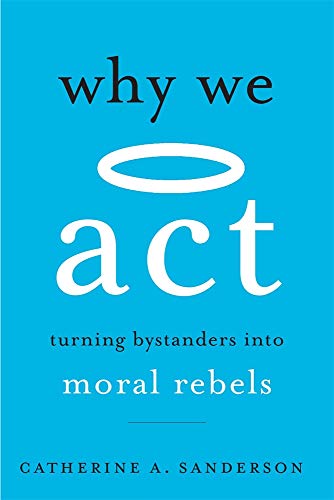 why we
act
turning bystanders into
moral rebels
CATHERINE A. SANDERSON